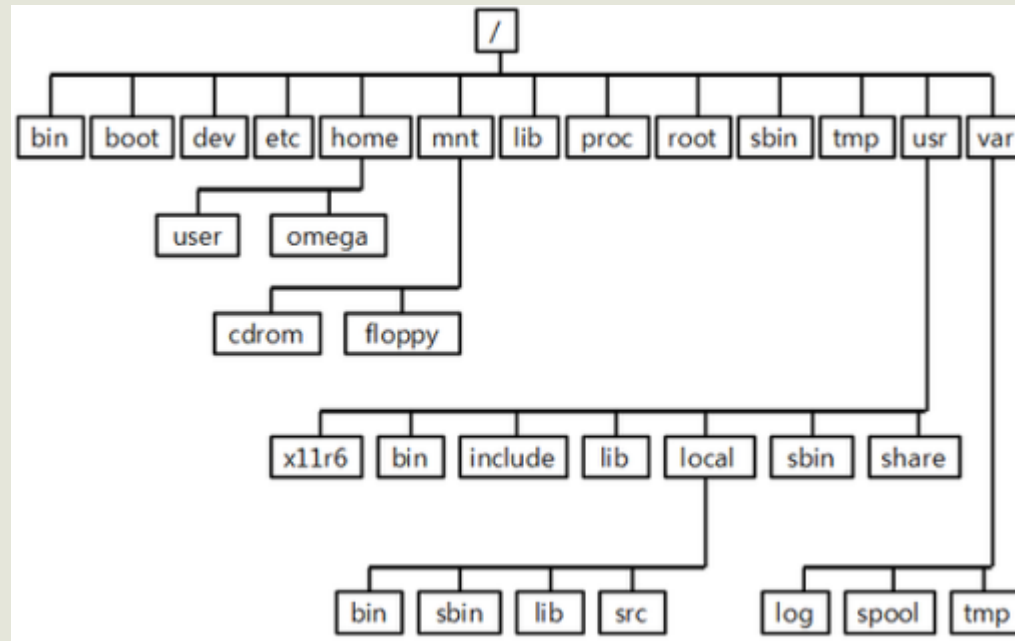 /
bin boot dev etc home mnt lib proc root sbin tmp usr var
user omega
cdrom floppy
x11r6 bin include lib local sbin share
bin sbin lib src log spool tmp